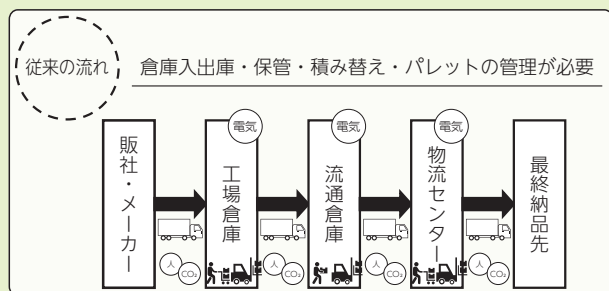 従来の流れ
倉庫入出庫・保管・積み替え・パレットの管理が必要
販社・メーカー
電気
工場倉庫
電気
流通倉庫
電気
物流センター
最終納品先
人
CO₂
人
CO₂
人
CO₂
人
CO₂